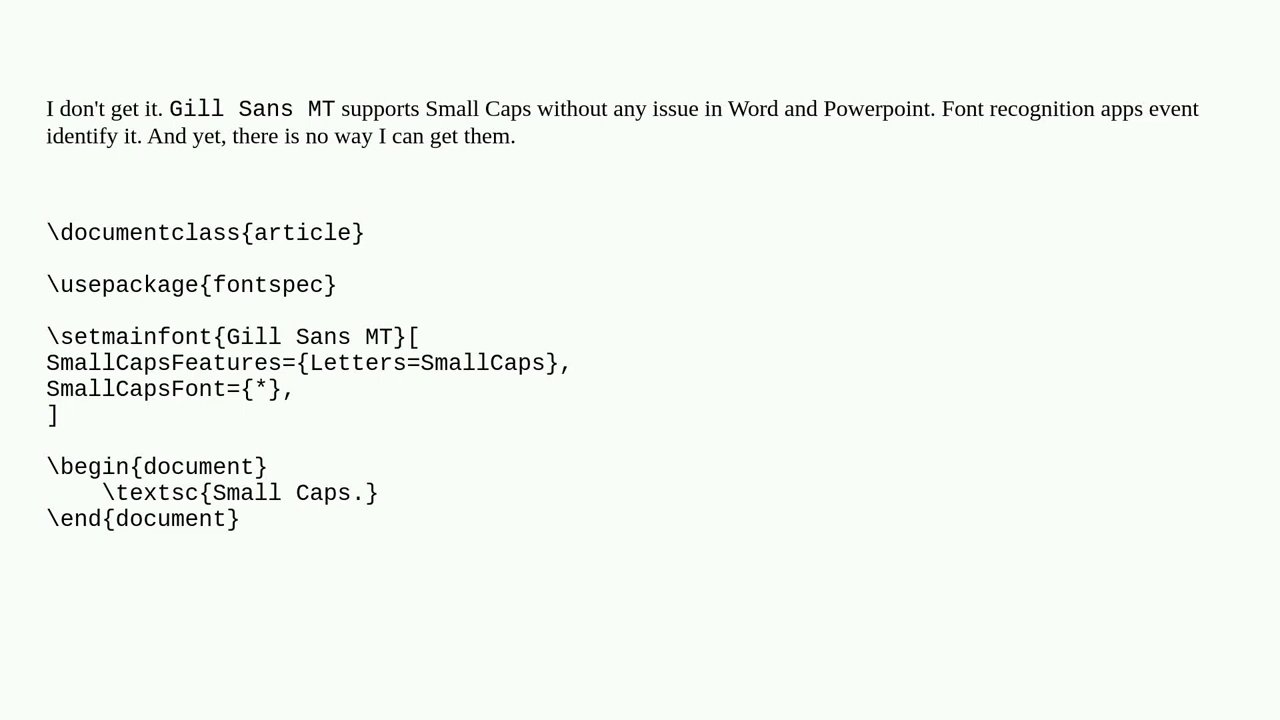 I don't get it. Gill Sans MT supports Small Caps without any issue in Word and Powerpoint. Font recognition apps event
identify it. And yet, there is no way I can get them.
\documentclass{article}
\usepackage{fontspec}
\setmainfont{Gill Sans MT}[
SmallCapsFeatures={Letters=SmallCaps},
SmallCapsFont={*},
]
\begin{document}
    \textsc{Small Caps.}
\end{document}